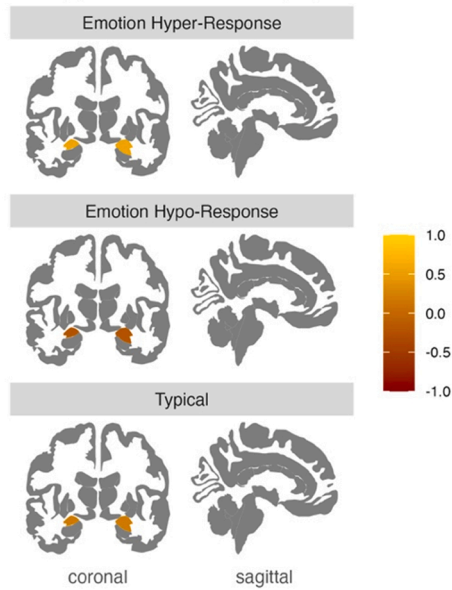 Emotion Hyper-Response
Emotion Hypo-Response
1.0
0.5
0.0
-0.5
-1.0
Typical
coronal sagittal